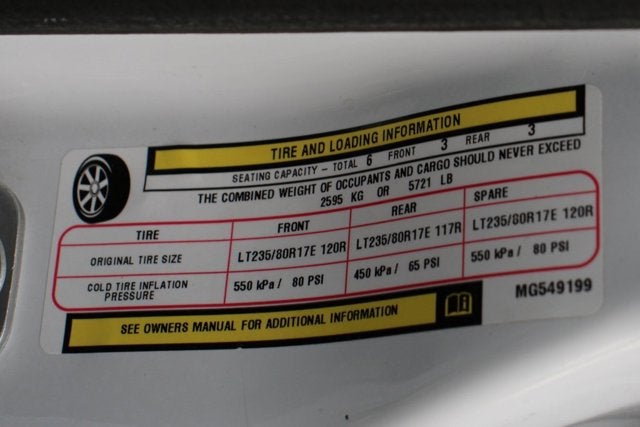 TIRE AND LOADING INFORMATION
SEATING CAPACITY - TOTAL 6 FRONT 3 REAR 3
THE COMBINED WEIGHT OF OCCUPANTS AND CARGO SHOULD NEVER EXCEED
2595 KG OR 5721 LB
TIRE FRONT REAR SPARE
ORIGINAL TIRE SIZE LT235/80R17E 120R LT235/80R17E 117R LT235/80R17E 120R
COLD TIRE INFLATION PRESSURE 550 kPa / 80 PSI 450 kPa / 65 PSI 550 kPa / 80 PSI
MG549199
SEE OWNERS MANUAL FOR ADDITIONAL INFORMATION